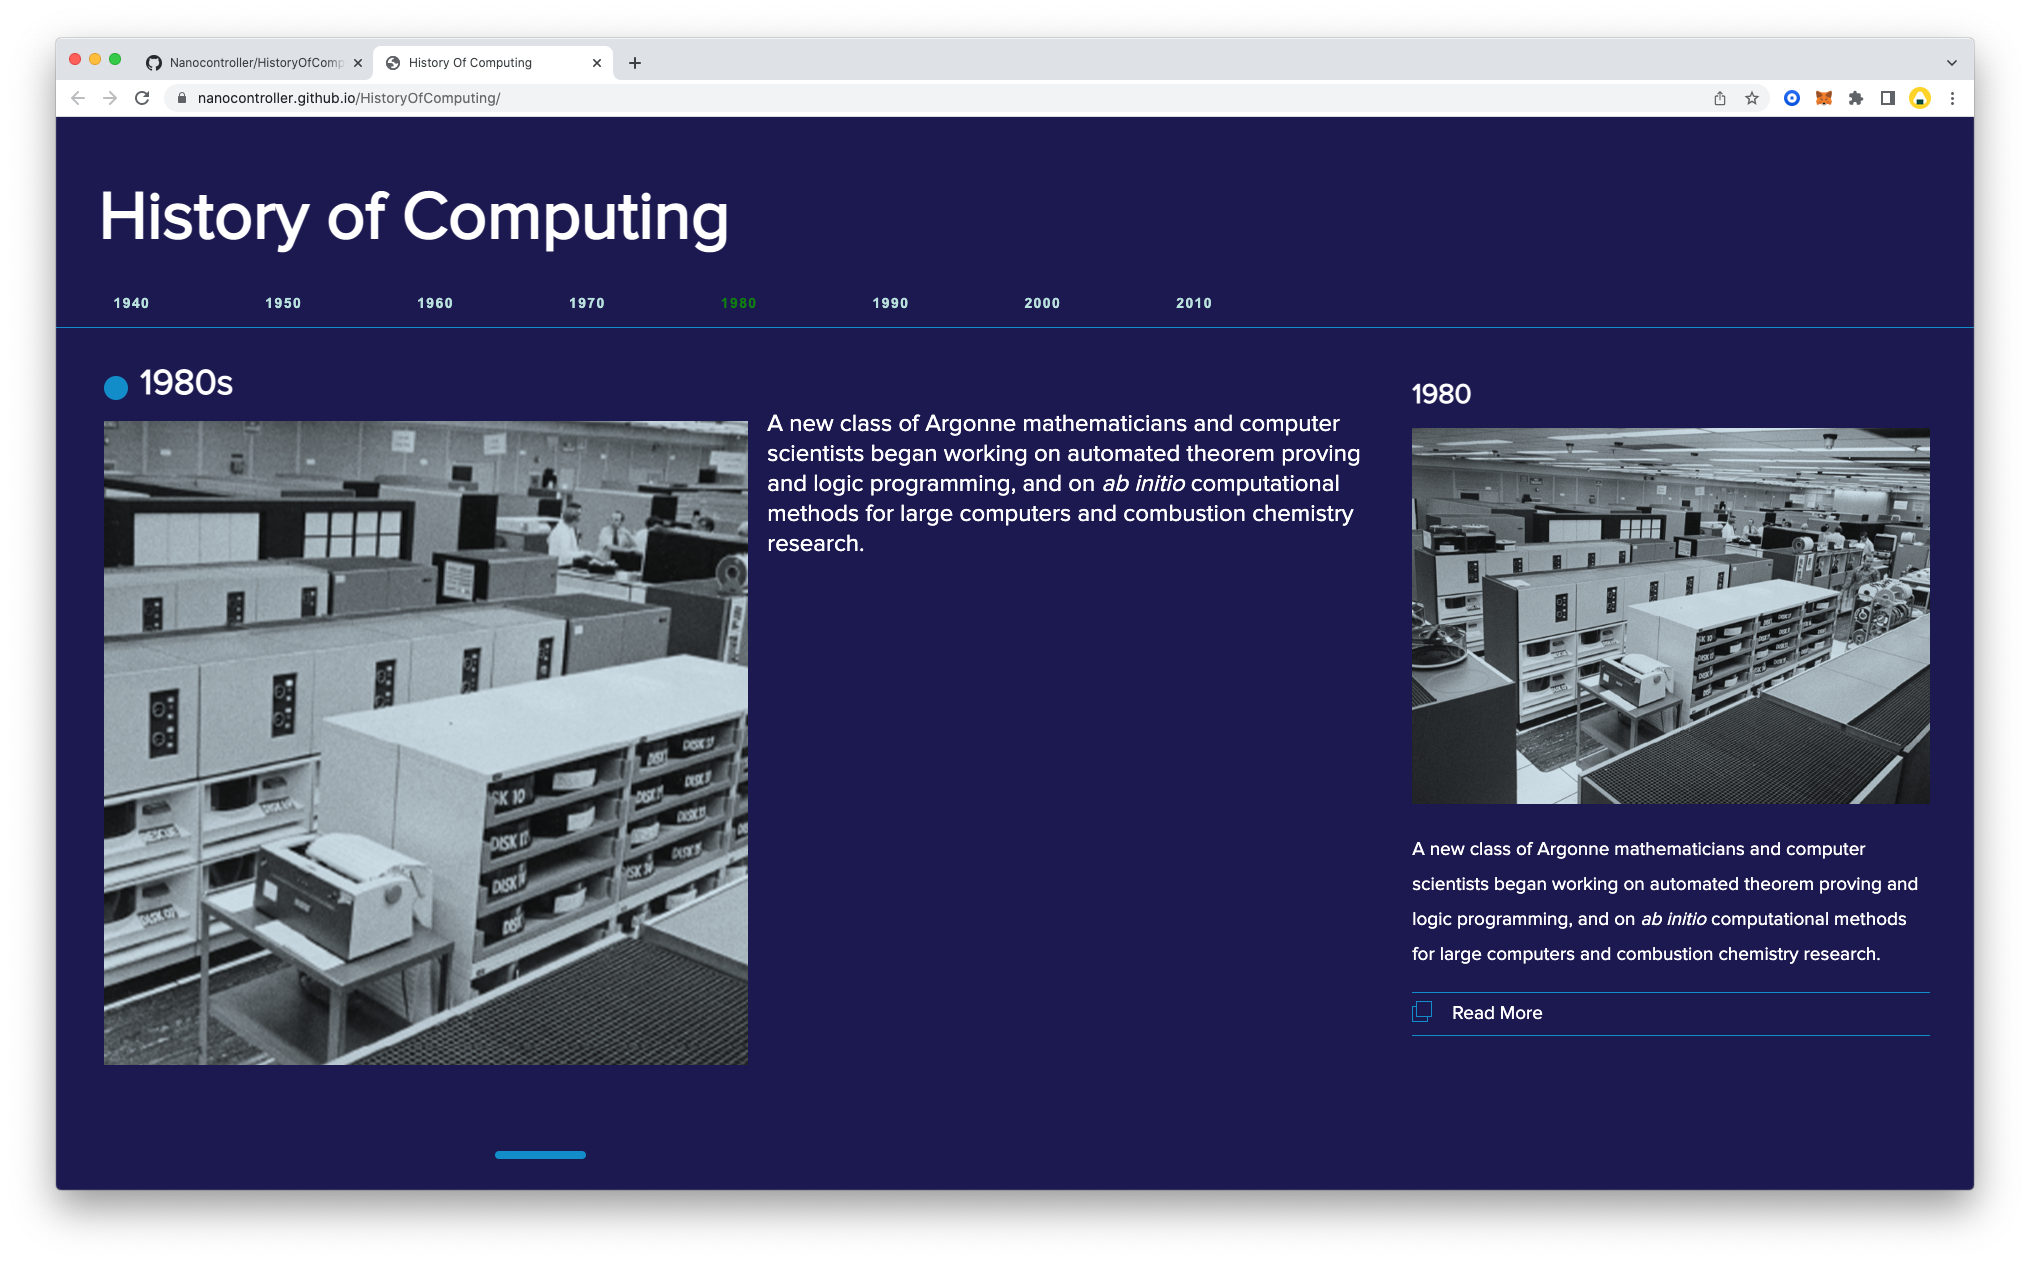 Nanocontroller/HistoryOfComp
History Of Computing
nanocontroller.github.io/HistoryOfComputing/
History of Computing
1940 1950 1960 1970 1980 1990 2000 2010
1980s
A new class of Argonne mathematicians and computer
scientists began working on automated theorem proving
and logic programming, and on ab initio computational
methods for large computers and combustion chemistry
research.
SK 10
DISK
1980
A new class of Argonne mathematicians and computer
scientists began working on automated theorem proving and
logic programming, and on ab initio computational methods
for large computers and combustion chemistry research.
Read More